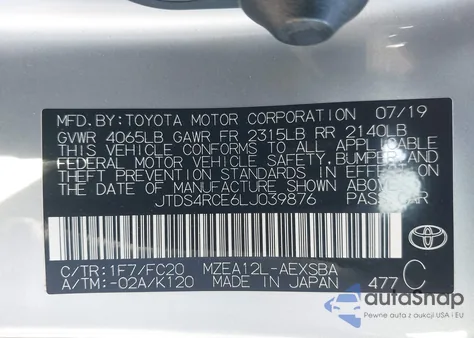 MFD.BY:TOYOTA MOTOR CORPORATION 07/19
GVWR 4065LB GAWR FR 2315LB RR 2140LB
THIS VEHICLE CONFORMS TO ALL APPLICABLE
FEDERAL MOTOR VEHICLE SAFETY, BUMPER, AND
THEFT PREVENTION STANDARDS IN EFFECT ON
THE DATE OF MANUFACTURE SHOWN ABOVE.
JTDS4RCE6LJ039876 PASS CAR
C/TR:1F7/FC20 MZEA12L-AEXSBA C
A/TM:-02A/K120 MADE IN JAPAN 477
TOYOTA
autoSnap
Pewne auta z USA i EU